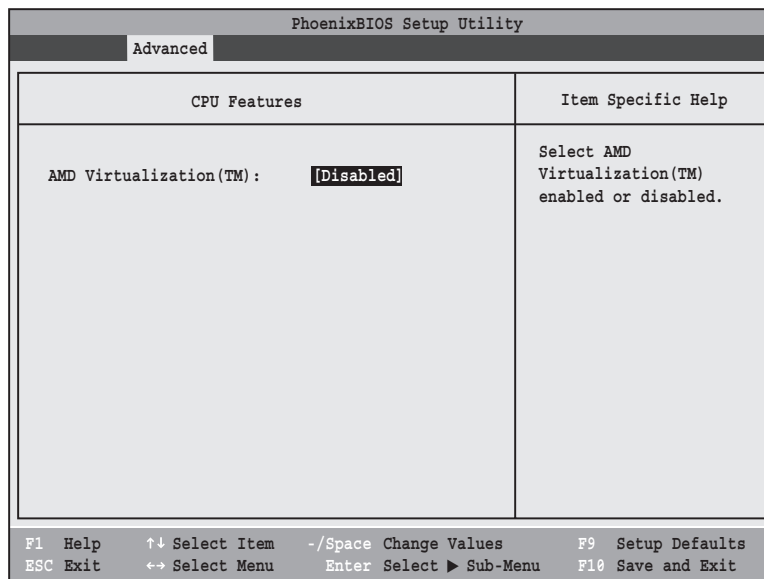 PhoenixBIOS Setup Utility
Advanced
CPU Features
Item Specific Help
AMD Virtualization(TM): [Disabled]
Select AMD
Virtualization(TM)
enabled or disabled.
F1 Help ↑↓ Select Item -/Space Change Values F9 Setup Defaults
ESC Exit ←→ Select Menu Enter Select ▶ Sub-Menu F10 Save and Exit